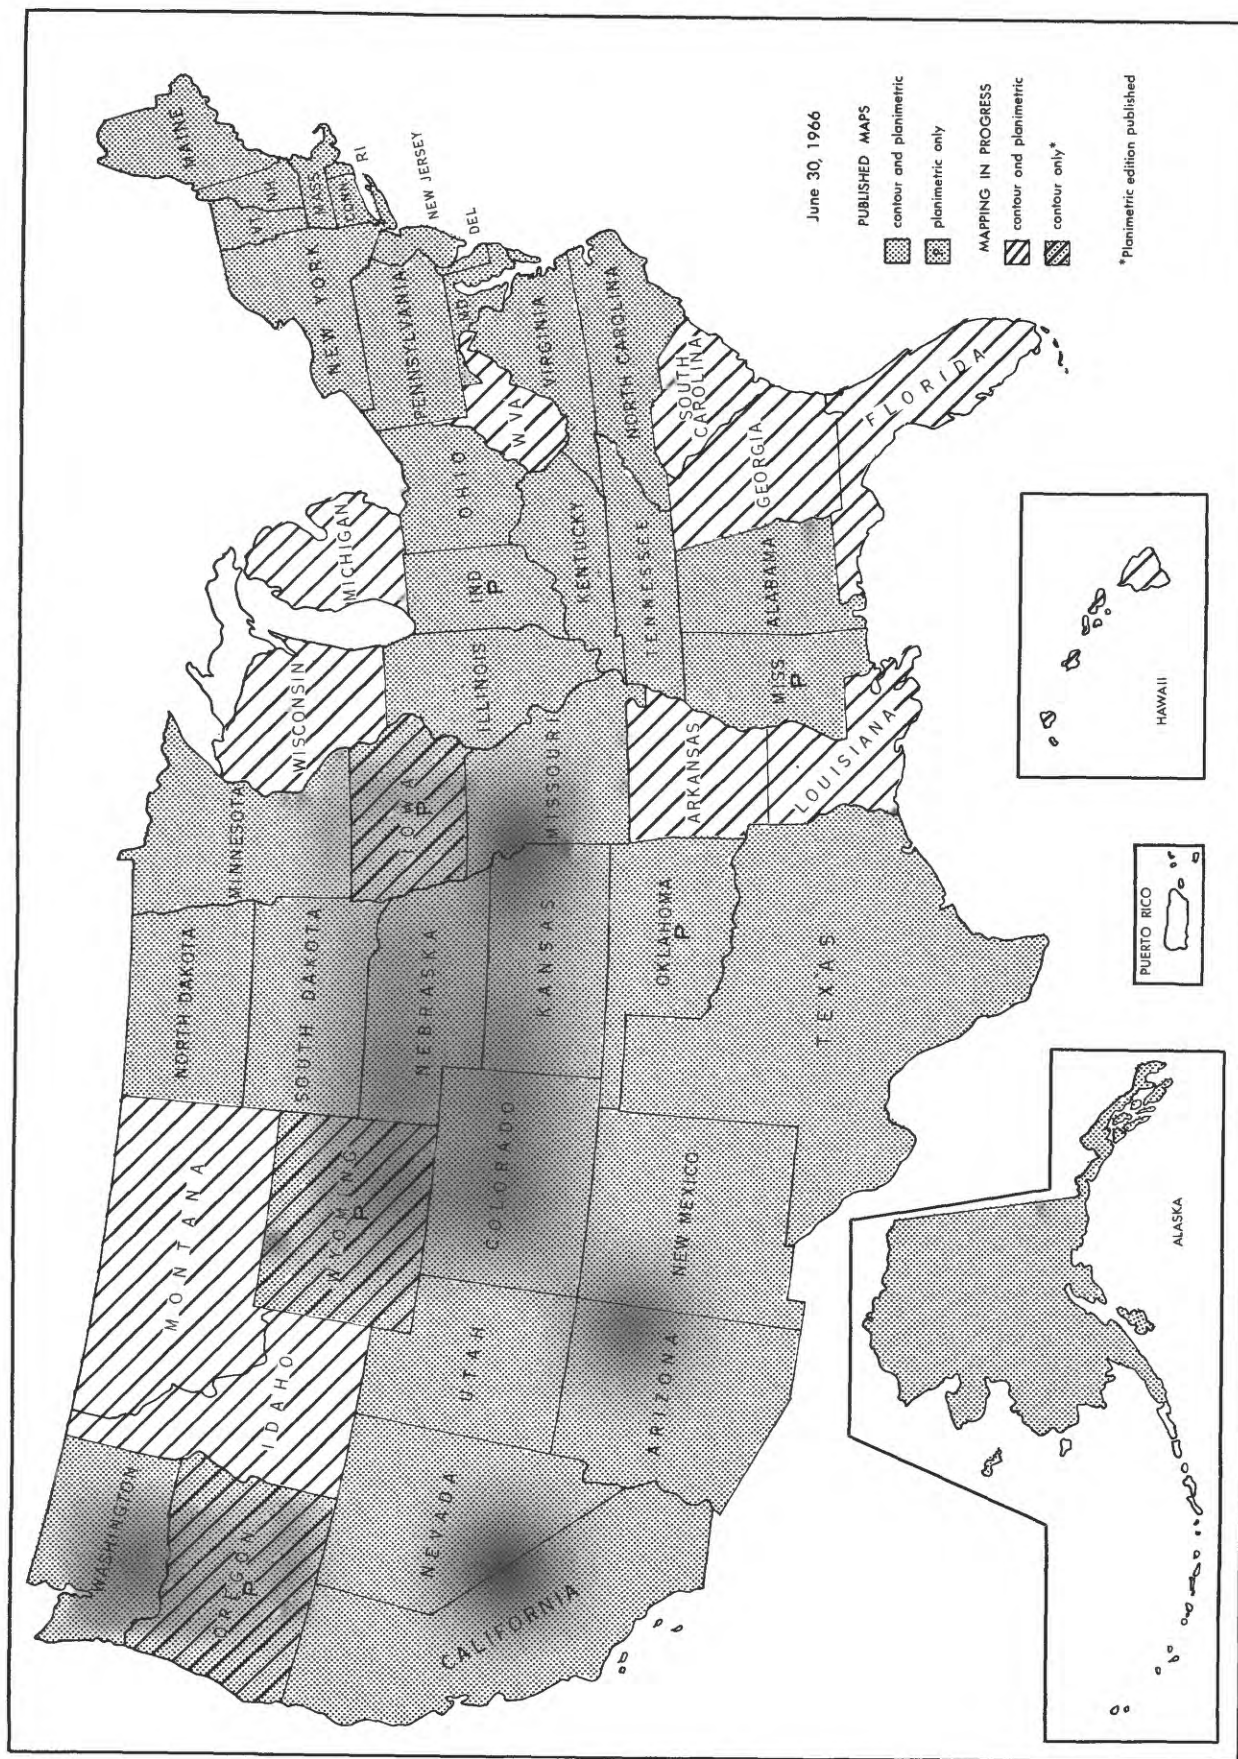 MAINE
VT
NH
MASS
CONN
RI
NEW YORK
PENNSYLVANIA
NEW JERSEY
DEL
MD
W VA
VIRGINIA
NORTH CAROLINA
SOUTH
CAROLINA
GEORGIA
FLORIDA
MICHIGAN
OHIO
IND
P
KENTUCKY
TENNESSEE
ALABAMA
MISS
P
WISCONSIN
ILLINOIS
MINNESOTA
IOWA
P
MISSOURI
ARKANSAS
LOUISIANA
NORTH DAKOTA
SOUTH DAKOTA
NEBRASKA
KANSAS
OKLAHOMA
P
TEXAS
MONTANA
WYOMING
P
COLORADO
NEW MEXICO
IDAHO
UTAH
ARIZONA
WASHINGTON
OREGON
P
NEVADA
CALIFORNIA
ALASKA
PUERTO RICO
HAWAII
June 30, 1966
PUBLISHED MAPS
contour and planimetric
P planimetric only
MAPPING IN PROGRESS
contour and planimetric
contour only*
*Planimetric edition published